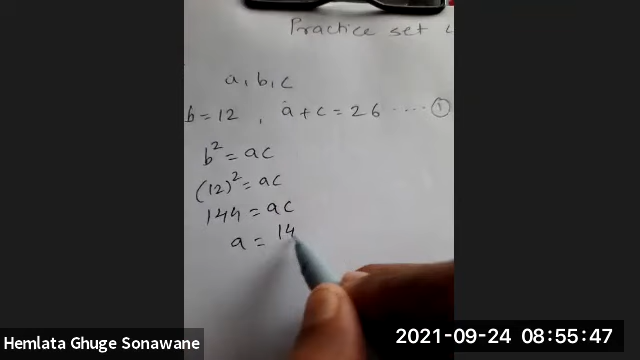 Practice set
a, b, c
b = 12 , a + c = 26 ..... ①
b² = ac
(12)² = ac
144 = ac
a = 14
Hemlata Ghuge Sonawane
2021-09-24 08:55:47